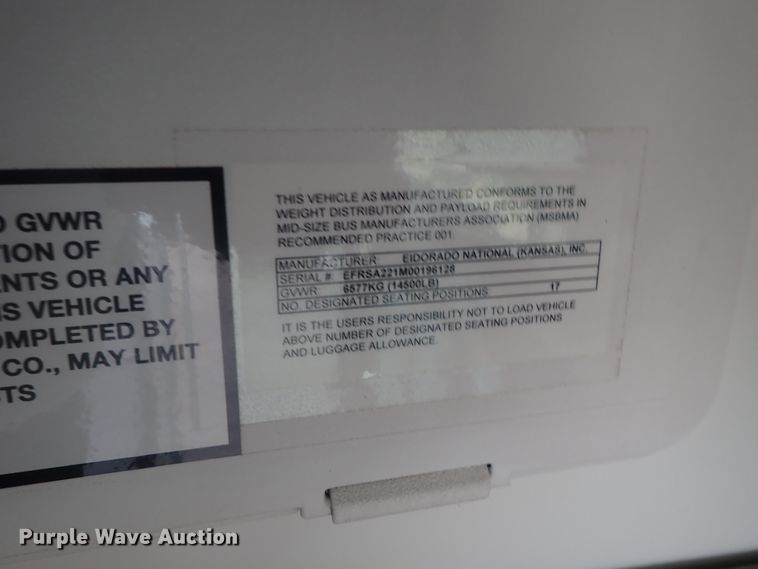 GVWR
TION OF
ENTS OR ANY
IS VEHICLE
OMPLETED BY
CO., MAY LIMIT
TS
THIS VEHICLE AS MANUFACTURED CONFORMS TO THE
WEIGHT DISTRIBUTION AND PAYLOAD REQUIREMENTS IN
MID-SIZE BUS MANUFACTURERS ASSOCIATION (MSBMA)
RECOMMENDED PRACTICE 001.
MANUFACTURER: ElDORADO NATIONAL (KANSAS), INC.
SERIAL #: EFRSA221M00196126
GVWR: 6577KG (14500LB)
NO. DESIGNATED SEATING POSITIONS 17
IT IS THE USERS RESPONSIBILITY NOT TO LOAD VEHICLE
ABOVE NUMBER OF DESIGNATED SEATING POSITIONS
AND LUGGAGE ALLOWANCE.
Purple Wave Auction